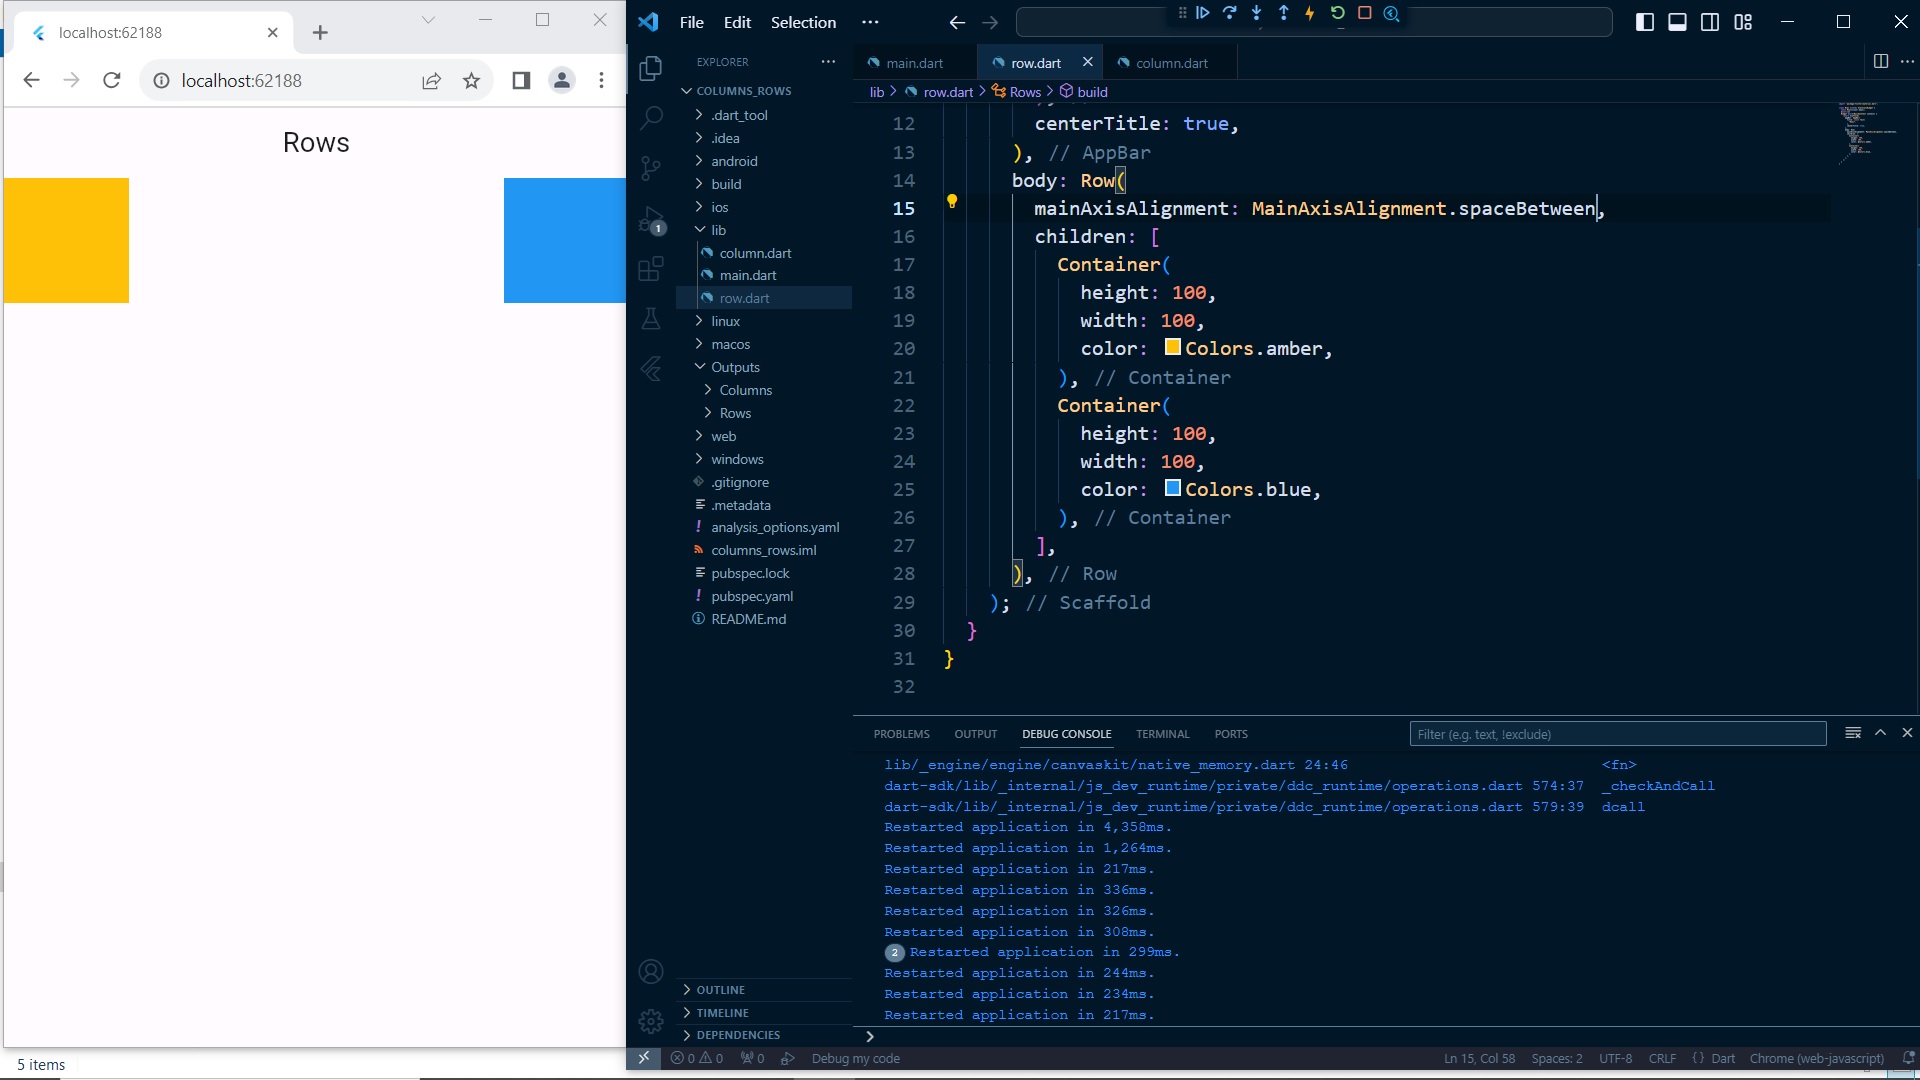 localhost:62188
localhost:62188
Rows
5 items
File Edit Selection ···
EXPLORER
COLUMNS_ROWS
.dart_tool
.idea
android
build
ios
lib
column.dart
main.dart
row.dart
linux
macos
Outputs
Columns
Rows
web
windows
.gitignore
.metadata
analysis_options.yaml
columns_rows.iml
pubspec.lock
pubspec.yaml
README.md
OUTLINE
TIMELINE
DEPENDENCIES
1
main.dart row.dart column.dart
lib > row.dart > Rows > build
12 centerTitle: true,
13 ), // AppBar
14 body: Row(
15 mainAxisAlignment: MainAxisAlignment.spaceBetween,
16 children: [
17 Container(
18 height: 100,
19 width: 100,
20 color: Colors.amber,
21 ), // Container
22 Container(
23 height: 100,
24 width: 100,
25 color: Colors.blue,
26 ), // Container
27 ],
28 ), // Row
29 ); // Scaffold
30 }
31 }
32
PROBLEMS OUTPUT DEBUG CONSOLE TERMINAL PORTS Filter (e.g. text, !exclude)
lib/_engine/engine/canvaskit/native_memory.dart 24:46 <fn>
dart-sdk/lib/_internal/js_dev_runtime/private/ddc_runtime/operations.dart 574:37 _checkAndCall
dart-sdk/lib/_internal/js_dev_runtime/private/ddc_runtime/operations.dart 579:39 dcall
Restarted application in 4,358ms.
Restarted application in 1,264ms.
Restarted application in 217ms.
Restarted application in 336ms.
Restarted application in 326ms.
Restarted application in 308ms.
2 Restarted application in 299ms.
Restarted application in 244ms.
Restarted application in 234ms.
Restarted application in 217ms.
0 0 0 Debug my code Ln 15, Col 58 Spaces: 2 UTF-8 CRLF {} Dart Chrome (web-javascript)